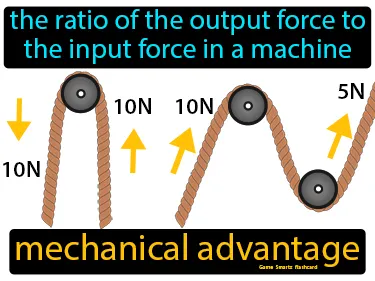 the ratio of the output force to
the input force in a machine
10N
10N
10N
5N
mechanical advantage
Game Smartz flashcard